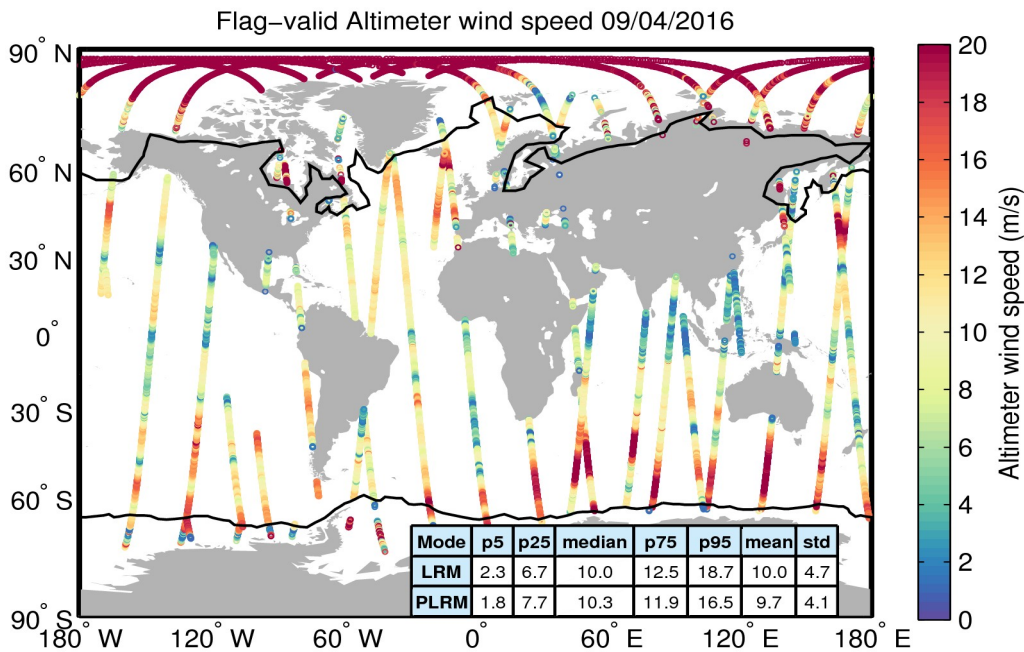 Flag−valid Altimeter wind speed 09/04/2016
90° N
60° N
30° N
0°
30° S
60° S
90° S
180° W
120° W
60° W
0°
60° E
120° E
180° E
Mode p5 p25 median p75 p95 mean std
LRM 2.3 6.7 10.0 12.5 18.7 10.0 4.7
PLRM 1.8 7.7 10.3 11.9 16.5 9.7 4.1
20
18
16
14
12
10
8
6
4
2
0
Altimeter wind speed (m/s)